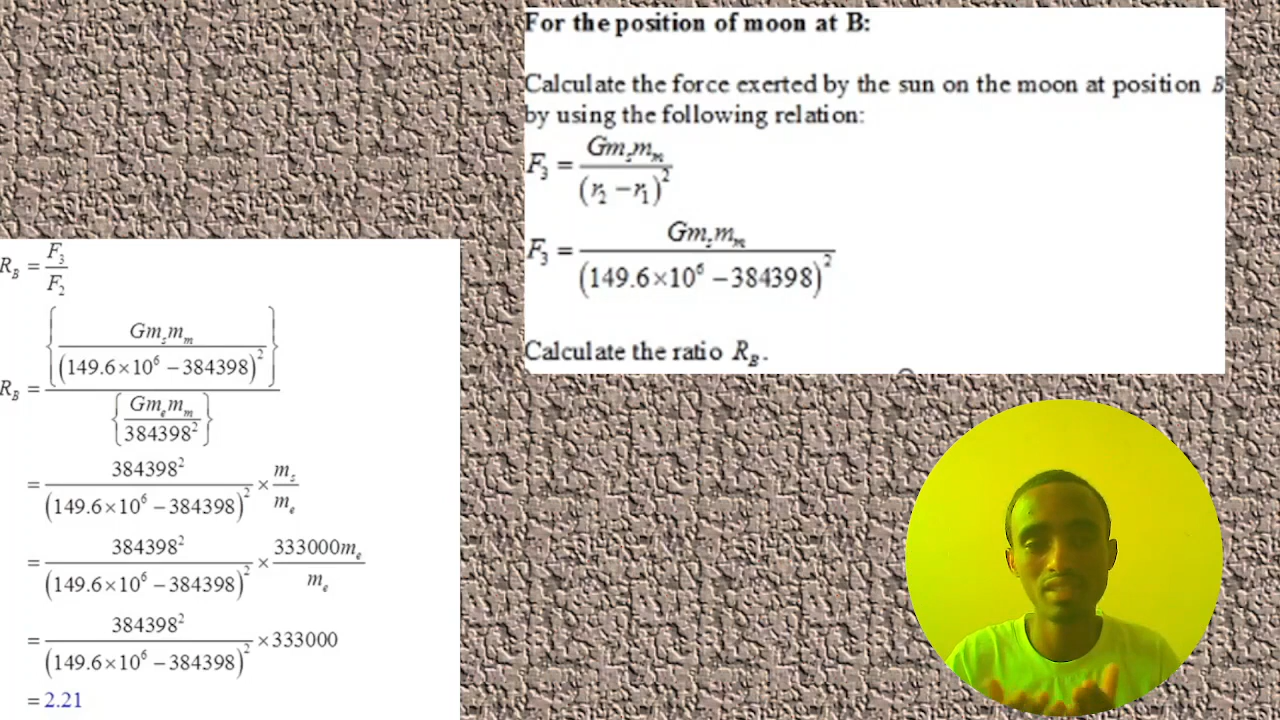 For the position of moon at B:
Calculate the force exerted by the sun on the moon at position B
by using the following relation:
F₃ = Gmₛmₘ / (r₂ − r₁)²
F₃ = Gmₛmₘ / (149.6×10⁶ − 384398)²
Calculate the ratio R_B.
R_B = F₃ / F₂
R_B = {Gmₛmₘ / (149.6×10⁶ − 384398)²} / {Gmₑmₘ / 384398²}
= 384398² / (149.6×10⁶ − 384398)² × mₛ / mₑ
= 384398² / (149.6×10⁶ − 384398)² × 333000mₑ / mₑ
= 384398² / (149.6×10⁶ − 384398)² × 333000
= 2.21